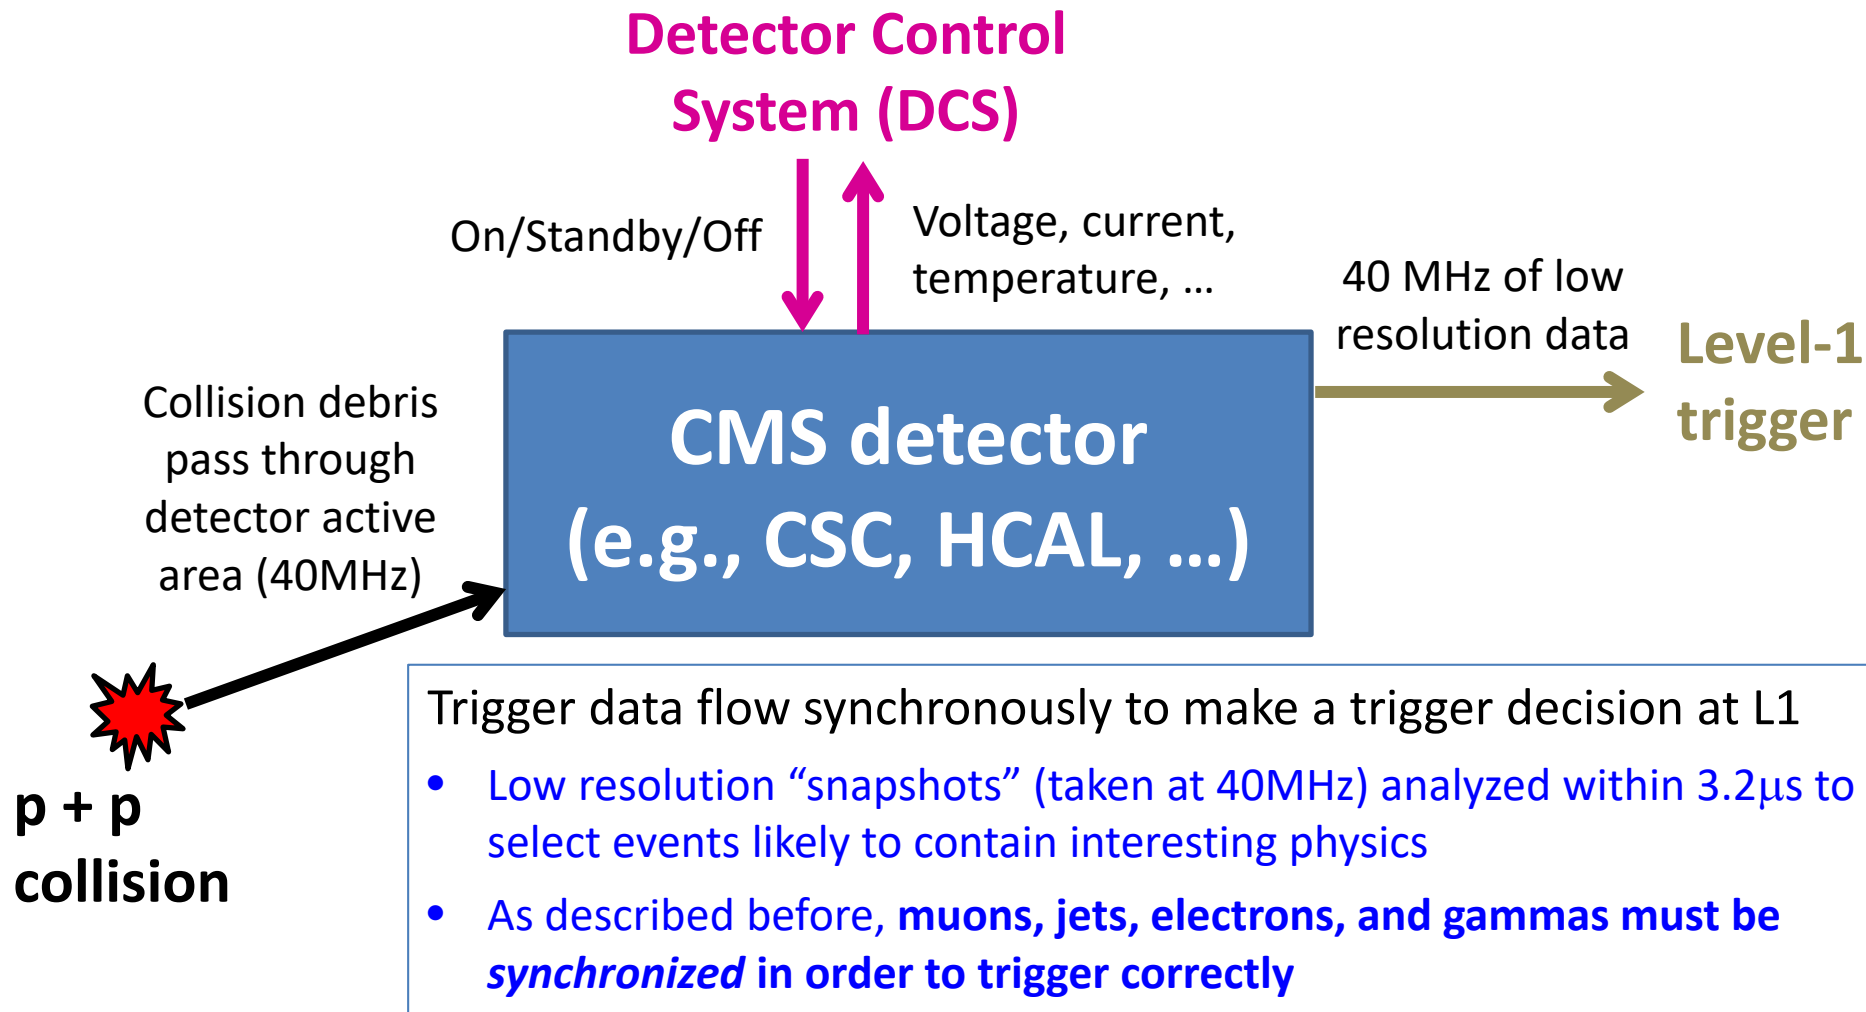 Detector Control
System (DCS)
On/Standby/Off
Voltage, current,
temperature, …
40 MHz of low
resolution data
Level-1
trigger
Collision debris
pass through
detector active
area (40MHz)
CMS detector
(e.g., CSC, HCAL, …)
p + p
collision
Trigger data flow synchronously to make a trigger decision at L1
• Low resolution “snapshots” (taken at 40MHz) analyzed within 3.2μs to
select events likely to contain interesting physics
• As described before, muons, jets, electrons, and gammas must be
synchronized in order to trigger correctly